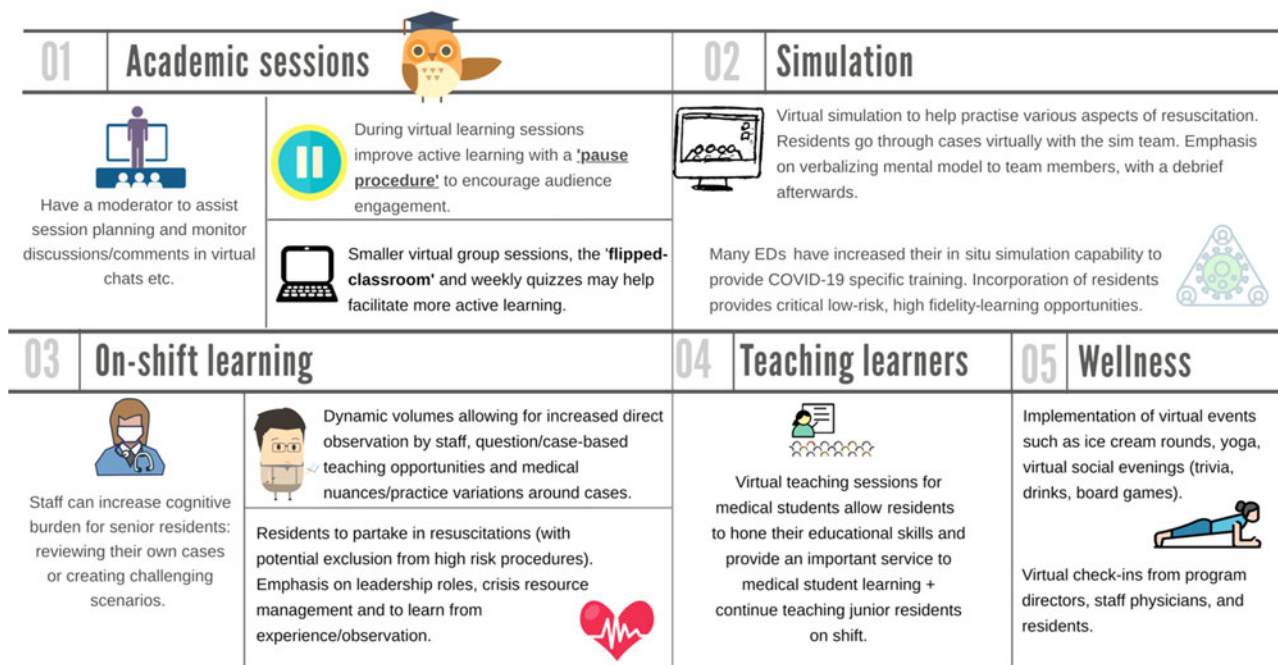 01
Academic sessions
Have a moderator to assist
session planning and monitor
discussions/comments in virtual
chats etc.
During virtual learning sessions
improve active learning with a 'pause
procedure' to encourage audience
engagement.
Smaller virtual group sessions, the 'flipped-
classroom' and weekly quizzes may help
facilitate more active learning.
02
Simulation
Virtual simulation to help practise various aspects of resuscitation.
Residents go through cases virtually with the sim team. Emphasis
on verbalizing mental model to team members, with a debrief
afterwards.
Many EDs have increased their in situ simulation capability to
provide COVID-19 specific training. Incorporation of residents
provides critical low-risk, high fidelity-learning opportunities.
03
On-shift learning
Staff can increase cognitive
burden for senior residents:
reviewing their own cases
or creating challenging
scenarios.
Dynamic volumes allowing for increased direct
observation by staff, question/case-based
teaching opportunities and medical
nuances/practice variations around cases.
Residents to partake in resuscitations (with
potential exclusion from high risk procedures).
Emphasis on leadership roles, crisis resource
management and to learn from
experience/observation.
04
Teaching learners
Virtual teaching sessions for
medical students allow residents
to hone their educational skills and
provide an important service to
medical student learning +
continue teaching junior residents
on shift.
05
Wellness
Implementation of virtual events
such as ice cream rounds, yoga,
virtual social evenings (trivia,
drinks, board games).
Virtual check-ins from program
directors, staff physicians, and
residents.